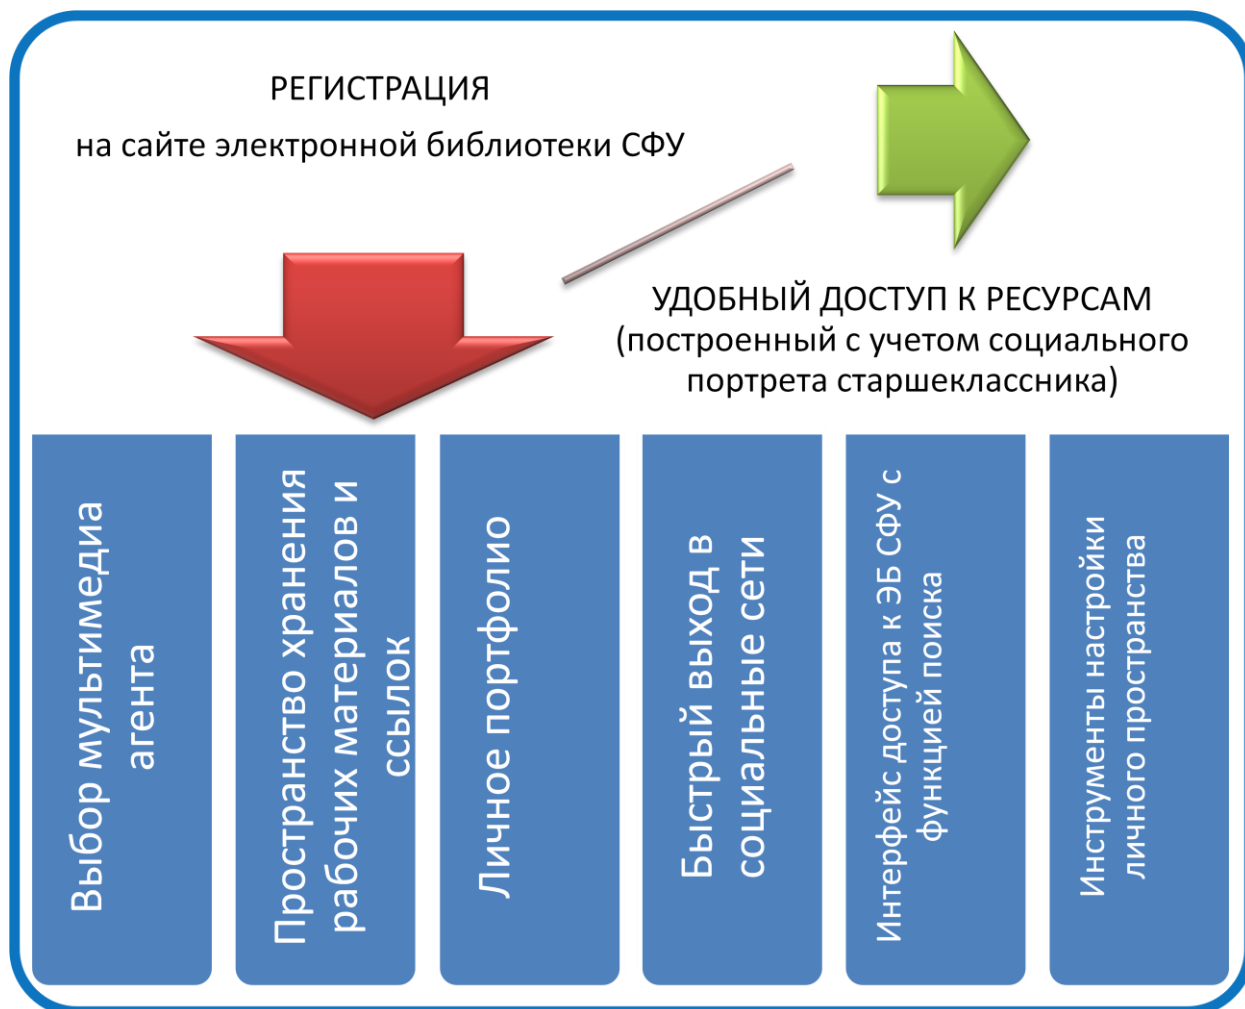 РЕГИСТРАЦИЯ
на сайте электронной библиотеки СФУ
УДОБНЫЙ ДОСТУП К РЕСУРСАМ
(построенный с учетом социального
портрета старшеклассника)
Выбор мультимедиа
агента
Пространство хранения
рабочих материалов и
ссылок
Личное портфолио
Быстрый выход в
социальные сети
Интерфейс доступа к ЭБ СФУ с
функцией поиска
Инструменты настройки
личного пространства